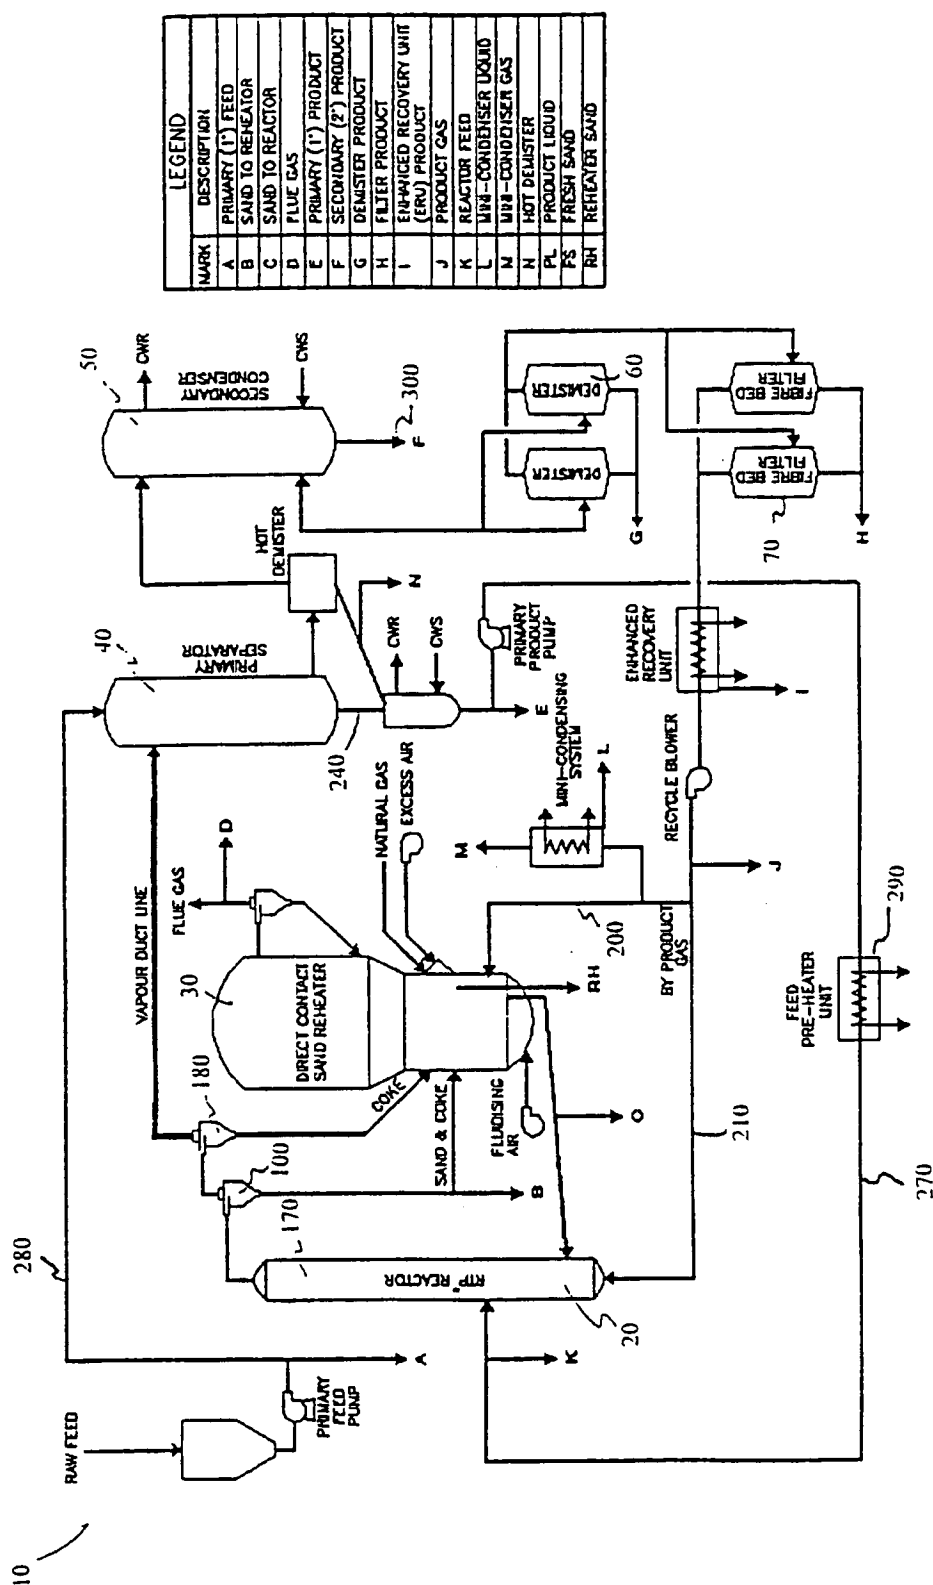 10
RAW FEED
280
PRIMARY
FEED
PUMP
A
K
RTP™ REACTOR
170
20
100
180
VAPOUR DUCT LINE
COKE
SAND & COKE
B
FLUIDISING
AIR
O
210
270
30
DIRECT CONTACT
SAND REHEATER
FLUE GAS
D
NATURAL GAS
EXCESS AIR
RH
200
BY PRODUCT
GAS
FEED
PRE-HEATER
UNIT
290
M
MINI-CONDENSING
SYSTEM
L
J
RECYCLE BLOWER
40
PRIMARY
SEPARATOR
240
HOT
DEMISTER
N
CWR
CWS
E
PRIMARY
PRODUCT
PUMP
ENHANCED
RECOVERY
UNIT
I
50
SECONDARY
CONDENSER
CWR
CWS
F
300
DEMISTER
DEMISTER
60
G
FIBRE BED
FILTER
FIBRE BED
FILTER
70
H
LEGEND
MARK DESCRIPTION
A PRIMARY (1°) FEED
B SAND TO REHEATOR
C SAND TO REACTOR
D FLUE GAS
E PRIMARY (1°) PRODUCT
F SECONDARY (2°) PRODUCT
G DEMISTER PRODUCT
H FILTER PRODUCT
I ENHANCED RECOVERY UNIT
(ERU) PRODUCT
J PRODUCT GAS
K REACTOR FEED
L MINI-CONDENSER LIQUID
M MINI-CONDENSER GAS
N HOT DEMISTER
PL PRODUCT LIQUID
FS FRESH SAND
RH REHEATER SAND